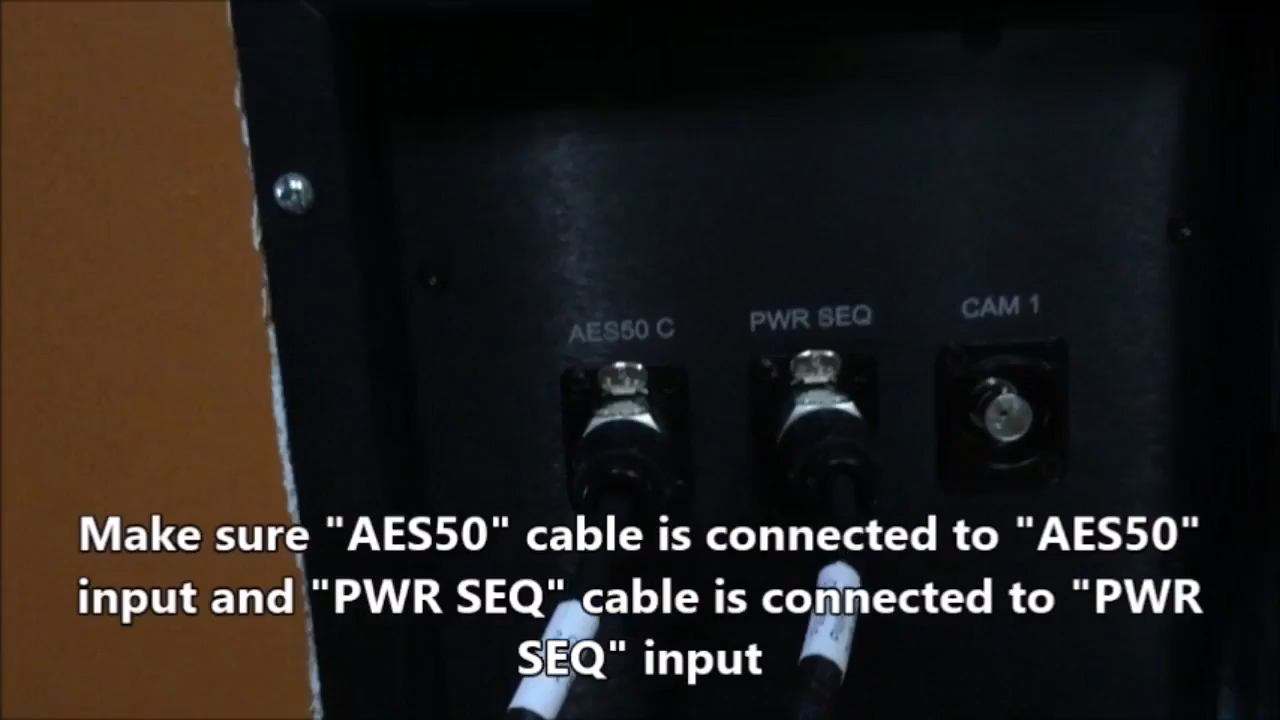 AES50 C
PWR SEQ
CAM 1
Make sure "AES50" cable is connected to "AES50"
input and "PWR SEQ" cable is connected to "PWR
SEQ" input